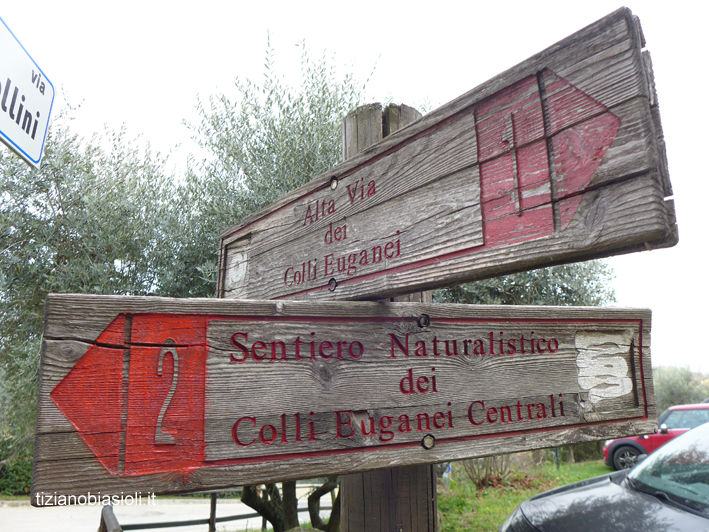 via
llini
Alta Via
dei
Colli Euganei
1
2
Sentiero Naturalistico
dei
Colli Euganei Centrali
tizianobiasioli.it